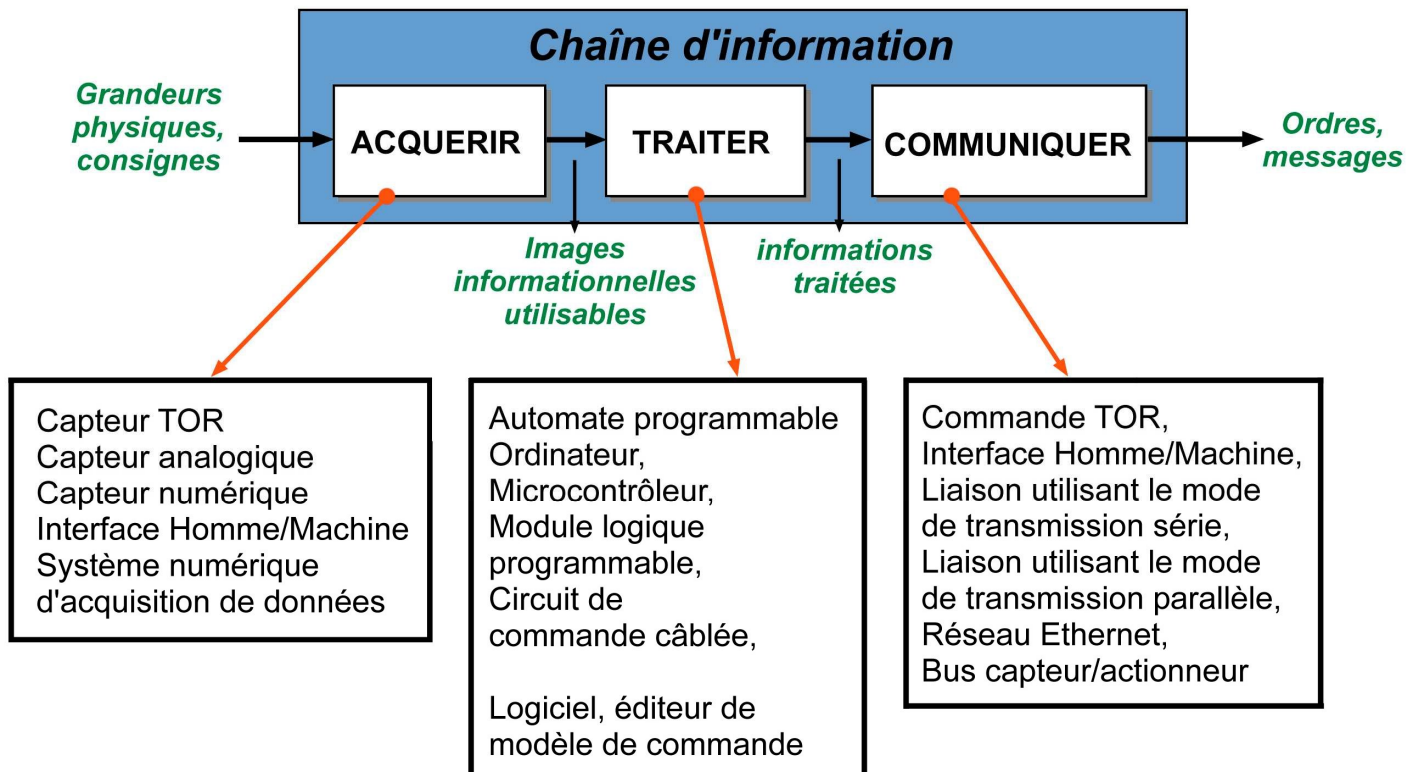 Chaîne d'information
Grandeurs
physiques,
consignes
ACQUERIR
TRAITER
COMMUNIQUER
Ordres,
messages
Images
informationnelles
utilisables
informations
traitées
Capteur TOR
Capteur analogique
Capteur numérique
Interface Homme/Machine
Système numérique
d'acquisition de données
Automate programmable
Ordinateur,
Microcontrôleur,
Module logique
programmable,
Circuit de
commande câblée,
Logiciel, éditeur de
modèle de commande
Commande TOR,
Interface Homme/Machine,
Liaison utilisant le mode
de transmission série,
Liaison utilisant le mode
de transmission parallèle,
Réseau Ethernet,
Bus capteur/actionneur